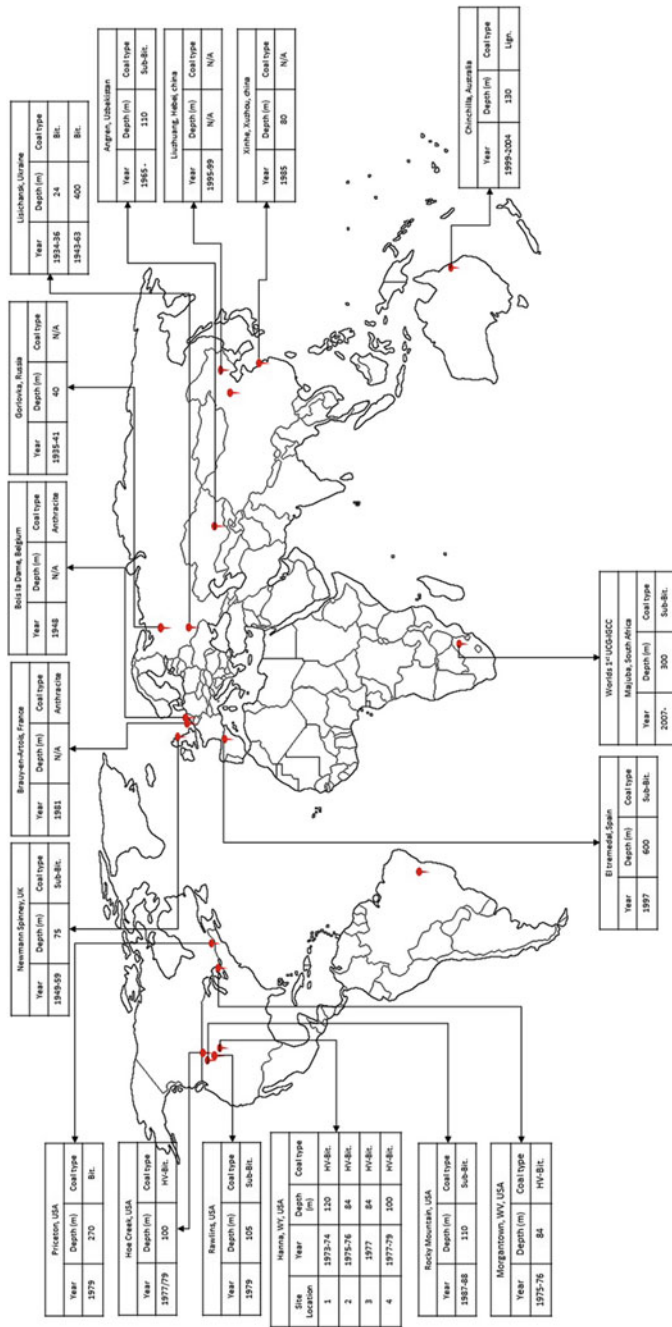 Priceton, USA
Year Depth (m) Coal type
1979 270 Bit.
Hoe Creek, USA
Year Depth (m) Coal type
1977/79 100 HV-Bit.
Rawlins, USA
Year Depth (m) Coal type
1979 105 Sub-Bit.
Hanna, WY, USA
Site Location Year Depth (m) Coal type
1 1973-74 120 HV-Bit.
2 1975-76 84 HV-Bit.
3 1977 84 HV-Bit.
4 1977-79 100 HV-Bit.
Rocky Mountain, USA
Year Depth (m) Coal type
1987-88 110 Sub-Bit.
Morgantown, WV, USA
Year Depth (m) Coal type
1975-76 84 HV-Bit.
Newmann Spinney, UK
Year Depth (m) Coal type
1949-59 75 Sub-Bit.
Brauy-en-Artois, France
Year Depth (m) Coal type
1981 N/A Anthracite
Bois la Dame, Belgium
Year Depth (m) Coal type
1948 N/A Anthracite
Gorlovka, Russia
Year Depth (m) Coal type
1935-41 40 N/A
Lisichansk, Ukraine
Year Depth (m) Coal type
1934-36 24 Bit.
1943-63 400 Bit.
Angren, Uzbekistan
Year Depth (m) Coal type
1965 - 110 Sub-Bit.
Liuzhuang, Hebei, china
Year Depth (m) Coal type
1995-99 N/A N/A
Xinhe, Xuzhou, china
Year Depth (m) Coal type
1985 80 N/A
Chinchilla, Australia
Year Depth (m) Coal type
1999-2004 130 Lign.
El tremedal, Spain
Year Depth (m) Coal type
1997 600 Sub-Bit.
Worlds 1st UCG-IGCC
Majuba, South Africa
Year Depth (m) Coal type
2007- 300 Sub-Bit.